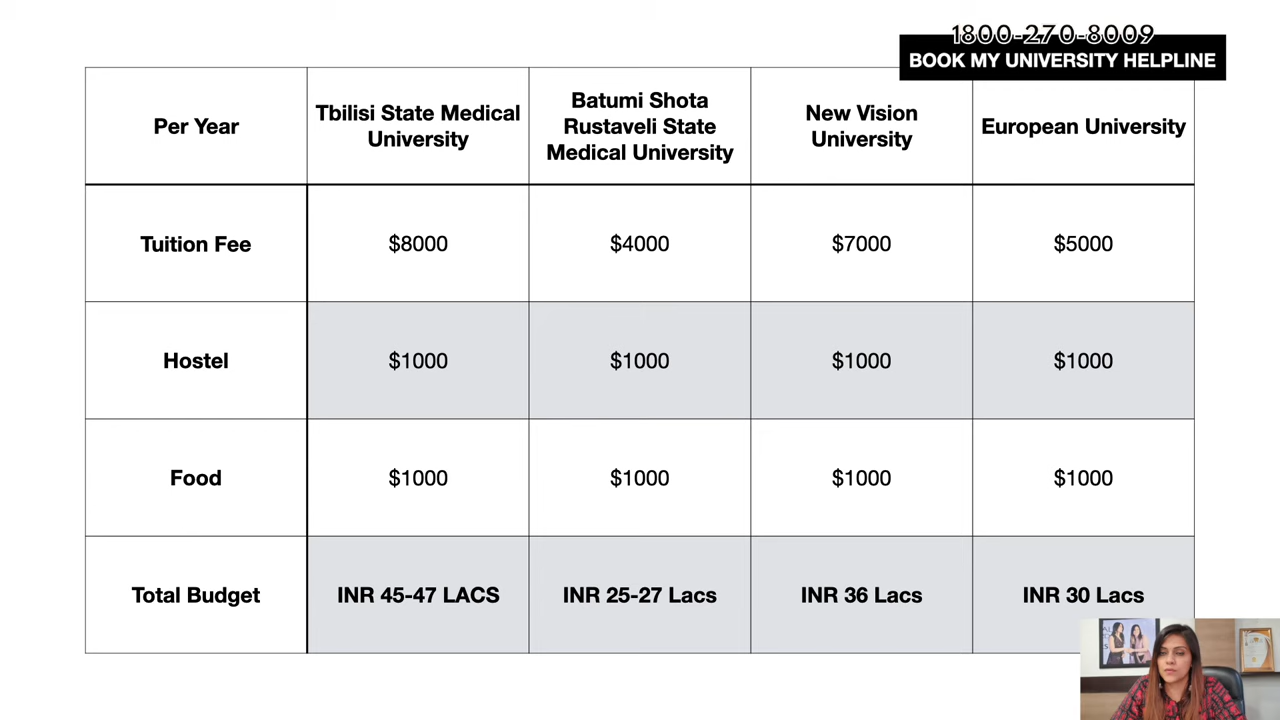 1800-270-8009
BOOK MY UNIVERSITY HELPLINE
Per Year
Tbilisi State Medical
University
Batumi Shota
Rustaveli State
Medical University
New Vision
University
European University
Tuition Fee
$8000
$4000
$7000
$5000
Hostel
$1000
$1000
$1000
$1000
Food
$1000
$1000
$1000
$1000
Total Budget
INR 45-47 LACS
INR 25-27 Lacs
INR 36 Lacs
INR 30 Lacs